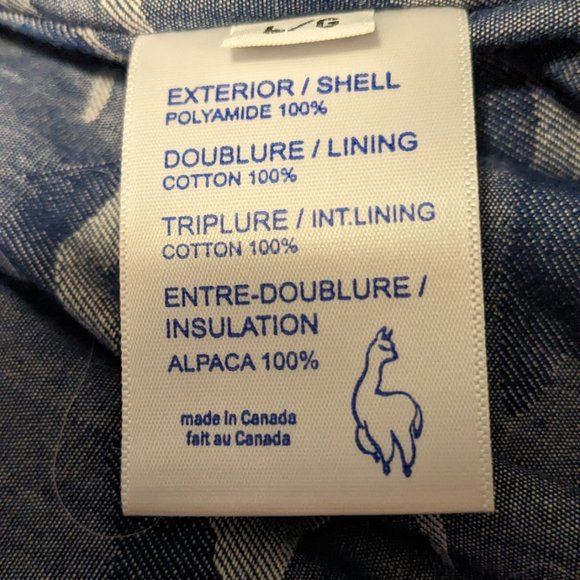 L/G
EXTERIOR / SHELL
POLYAMIDE 100%
DOUBLURE / LINING
COTTON 100%
TRIPLURE / INT.LINING
COTTON 100%
ENTRE-DOUBLURE /
INSULATION
ALPACA 100%
made in Canada
fait au Canada